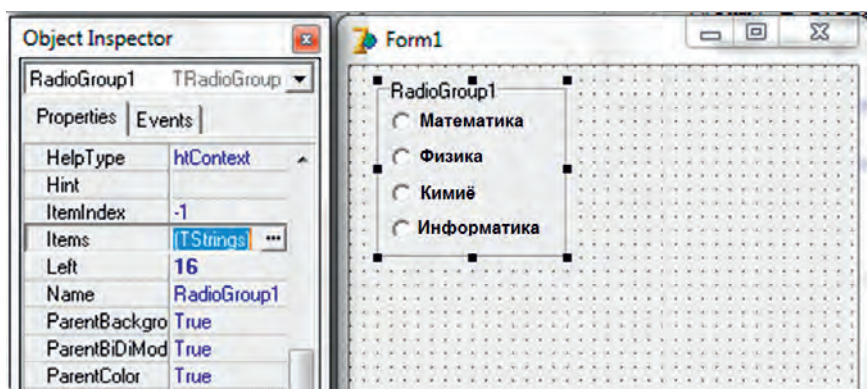 Object Inspector
RadioGroup1 TRadioGroup
Properties Events
HelpType htContext
Hint
ItemIndex -1
Items (TStrings) ...
Left 16
Name RadioGroup1
ParentBackgro True
ParentBiDiMod True
ParentColor True
Form1
RadioGroup1
Математика
Физика
Кимиё
Информатика